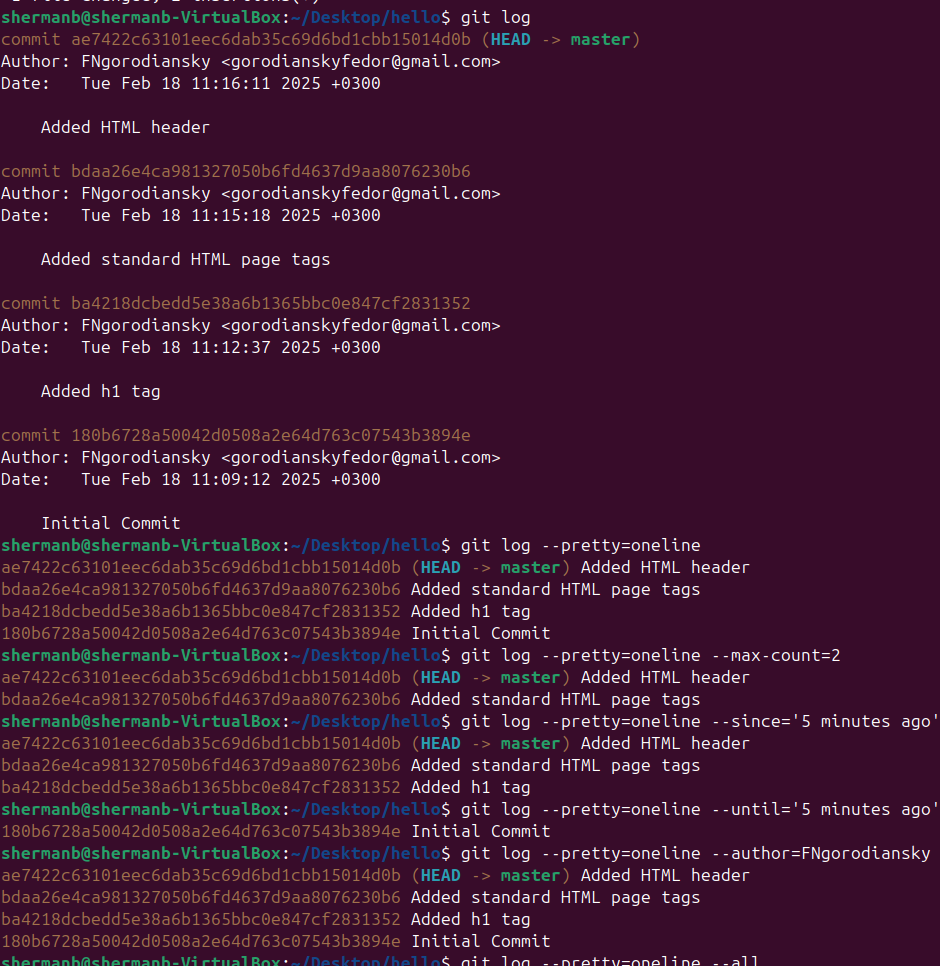 shermanb@shermanb-VirtualBox:~/Desktop/hello$ git log
commit ae7422c63101eec6dab35c69d6bd1cbb15014d0b (HEAD -> master)
Author: FNgorodiansky <gorodianskyfedor@gmail.com>
Date:   Tue Feb 18 11:16:11 2025 +0300
    Added HTML header
commit bdaa26e4ca981327050b6fd4637d9aa8076230b6
Author: FNgorodiansky <gorodianskyfedor@gmail.com>
Date:   Tue Feb 18 11:15:18 2025 +0300
    Added standard HTML page tags
commit ba4218dcbedd5e38a6b1365bbc0e847cf2831352
Author: FNgorodiansky <gorodianskyfedor@gmail.com>
Date:   Tue Feb 18 11:12:37 2025 +0300
    Added h1 tag
commit 180b6728a50042d0508a2e64d763c07543b3894e
Author: FNgorodiansky <gorodianskyfedor@gmail.com>
Date:   Tue Feb 18 11:09:12 2025 +0300
    Initial Commit
shermanb@shermanb-VirtualBox:~/Desktop/hello$ git log --pretty=oneline
ae7422c63101eec6dab35c69d6bd1cbb15014d0b (HEAD -> master) Added HTML header
bdaa26e4ca981327050b6fd4637d9aa8076230b6 Added standard HTML page tags
ba4218dcbedd5e38a6b1365bbc0e847cf2831352 Added h1 tag
180b6728a50042d0508a2e64d763c07543b3894e Initial Commit
shermanb@shermanb-VirtualBox:~/Desktop/hello$ git log --pretty=oneline --max-count=2
ae7422c63101eec6dab35c69d6bd1cbb15014d0b (HEAD -> master) Added HTML header
bdaa26e4ca981327050b6fd4637d9aa8076230b6 Added standard HTML page tags
shermanb@shermanb-VirtualBox:~/Desktop/hello$ git log --pretty=oneline --since='5 minutes ago'
ae7422c63101eec6dab35c69d6bd1cbb15014d0b (HEAD -> master) Added HTML header
bdaa26e4ca981327050b6fd4637d9aa8076230b6 Added standard HTML page tags
ba4218dcbedd5e38a6b1365bbc0e847cf2831352 Added h1 tag
shermanb@shermanb-VirtualBox:~/Desktop/hello$ git log --pretty=oneline --until='5 minutes ago'
180b6728a50042d0508a2e64d763c07543b3894e Initial Commit
shermanb@shermanb-VirtualBox:~/Desktop/hello$ git log --pretty=oneline --author=FNgorodiansky
ae7422c63101eec6dab35c69d6bd1cbb15014d0b (HEAD -> master) Added HTML header
bdaa26e4ca981327050b6fd4637d9aa8076230b6 Added standard HTML page tags
ba4218dcbedd5e38a6b1365bbc0e847cf2831352 Added h1 tag
180b6728a50042d0508a2e64d763c07543b3894e Initial Commit
shermanb@shermanb-VirtualBox:~/Desktop/hello$ git log --pretty=oneline --all